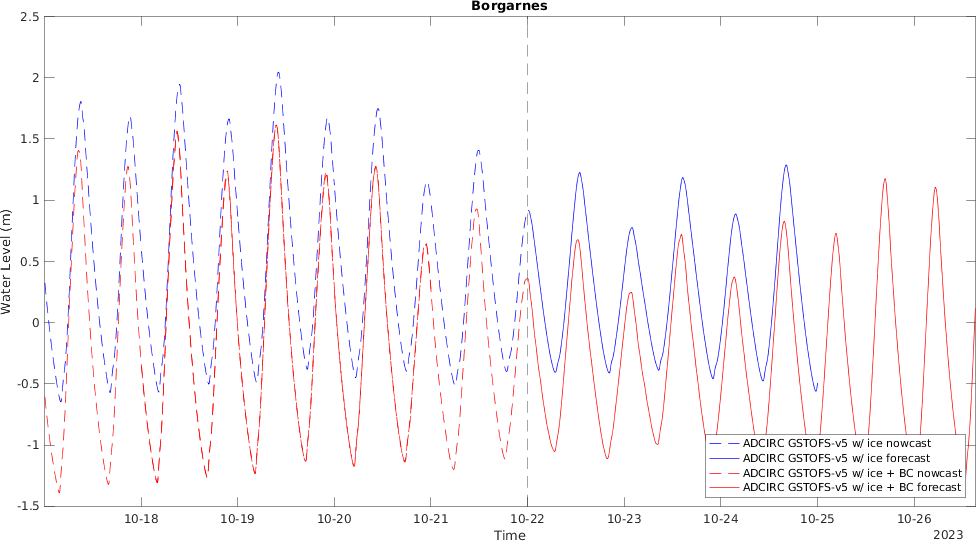 Borgarnes
2.5
2
1.5
1
0.5
0
-0.5
-1
-1.5
Water Level (m)
10-18
10-19
10-20
10-21
10-22
10-23
10-24
10-25
10-26
Time
2023
ADCIRC GSTOFS-v5 w/ ice nowcast
ADCIRC GSTOFS-v5 w/ ice forecast
ADCIRC GSTOFS-v5 w/ ice + BC nowcast
ADCIRC GSTOFS-v5 w/ ice + BC forecast